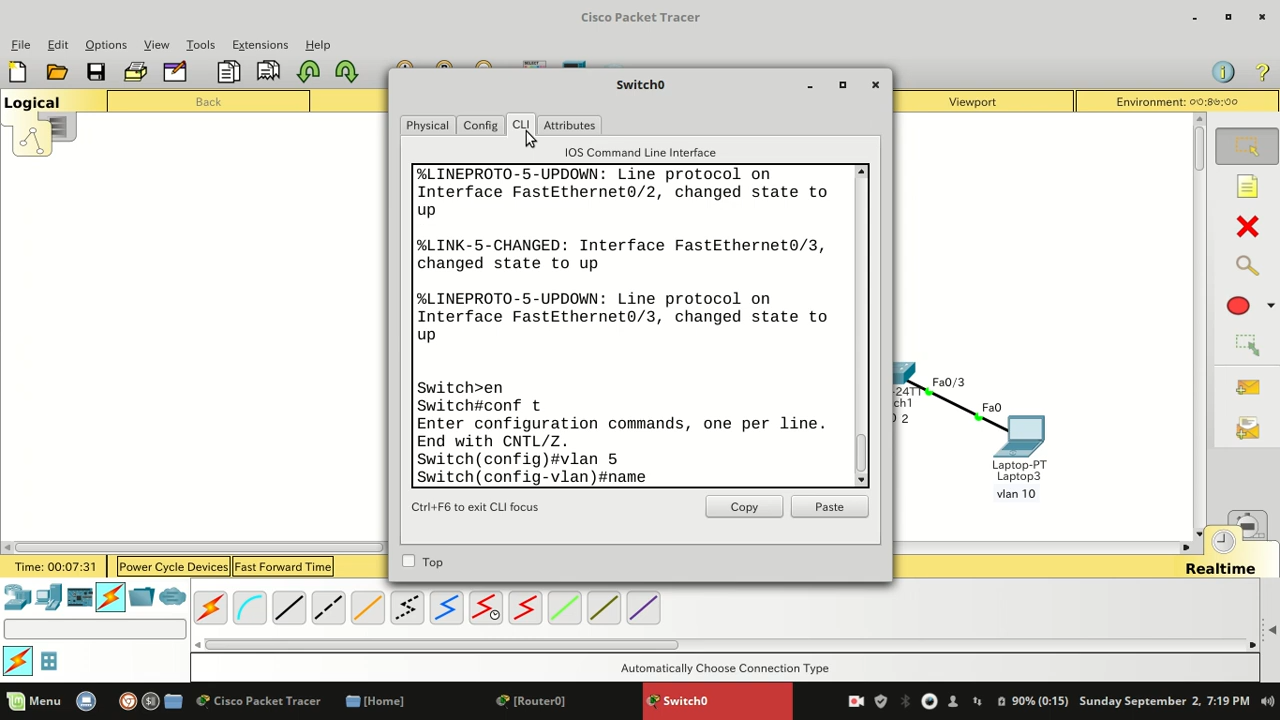 Cisco Packet Tracer
File Edit Options View Tools Extensions Help
Logical
Back
Viewport
Environment: ০৩:৪৬:৩০
Switch0
Physical Config CLI Attributes
IOS Command Line Interface
%LINEPROTO-5-UPDOWN: Line protocol on
Interface FastEthernet0/2, changed state to
up
%LINK-5-CHANGED: Interface FastEthernet0/3,
changed state to up
%LINEPROTO-5-UPDOWN: Line protocol on
Interface FastEthernet0/3, changed state to
up
Switch>en
Switch#conf t
Enter configuration commands, one per line.
End with CNTL/Z.
Switch(config)#vlan 5
Switch(config-vlan)#name
Ctrl+F6 to exit CLI focus
Copy
Paste
Top
Fa0/3
-24TT
ch1
2
Fa0
Laptop-PT
Laptop3
vlan 10
Time: 00:07:31
Power Cycle Devices
Fast Forward Time
Realtime
Automatically Choose Connection Type
Menu
Cisco Packet Tracer
[Home]
[Router0]
Switch0
90% (0:15)
Sunday September 2, 7:19 PM